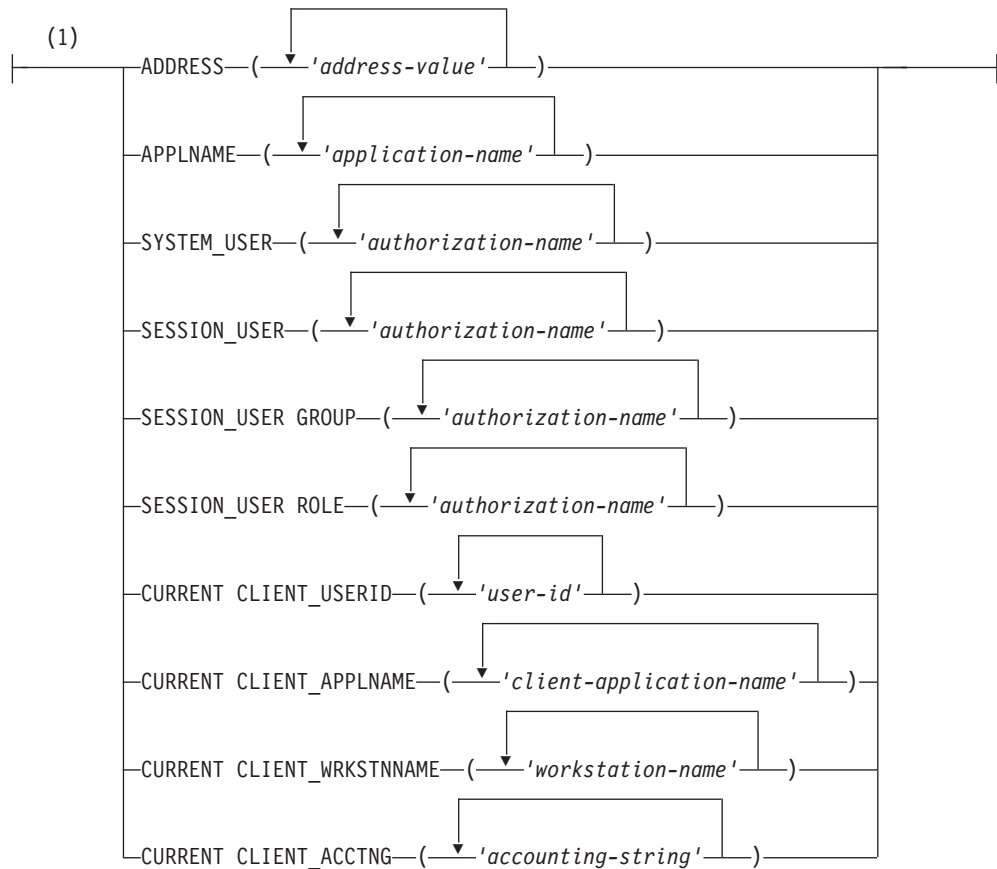 (1)
ADDRESS ( 'address-value' )
APPLNAME ( 'application-name' )
SYSTEM_USER ( 'authorization-name' )
SESSION_USER ( 'authorization-name' )
SESSION_USER GROUP ( 'authorization-name' )
SESSION_USER ROLE ( 'authorization-name' )
CURRENT CLIENT_USERID ( 'user-id' )
CURRENT CLIENT_APPLNAME ( 'client-application-name' )
CURRENT CLIENT_WRKSTNNAME ( 'workstation-name' )
CURRENT CLIENT_ACCTNG ( 'accounting-string' )